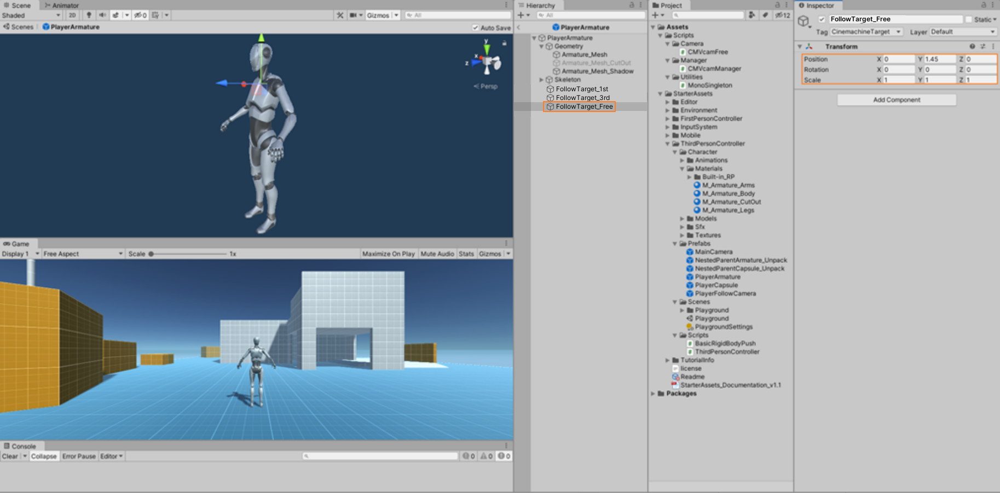 Scene
Animator
Shaded
2D
0
Gizmos
All
Scenes
PlayerArmature
Auto Save
y
x
z
Persp
Game
Display 1
Free Aspect
Scale
1x
Maximize On Play
Mute Audio
Stats
Gizmos
Console
Clear
Collapse
Error Pause
Editor
0
0
0
Hierarchy
All
PlayerArmature
PlayerArmature
Geometry
Armature_Mesh
Armature_Mesh_CutOut
Armature_Mesh_Shadow
Skeleton
FollowTarget_1st
FollowTarget_3rd
FollowTarget_Free
Project
12
Assets
Scripts
Camera
CMVcamFree
Manager
CMVcamManager
Utilities
MonoSingleton
StarterAssets
Editor
Environment
FirstPersonController
InputSystem
Mobile
ThirdPersonController
Character
Animations
Materials
Built-in_RP
M_Armature_Arms
M_Armature_Body
M_Armature_CutOut
M_Armature_Legs
Models
Sfx
Textures
Prefabs
MainCamera
NestedParentArmature_Unpack
NestedParentCapsule_Unpack
PlayerArmature
PlayerCapsule
PlayerFollowCamera
Scenes
Playground
Playground
PlaygroundSettings
Scripts
BasicRigidBodyPush
ThirdPersonController
TutorialInfo
license
Readme
StarterAssets_Documentation_v1.1
Packages
Inspector
FollowTarget_Free
Static
Tag CinemachineTarget Layer Default
Transform
Position X 0 Y 1.45 Z 0
Rotation X 0 Y 0 Z 0
Scale X 1 Y 1 Z 1
Add Component